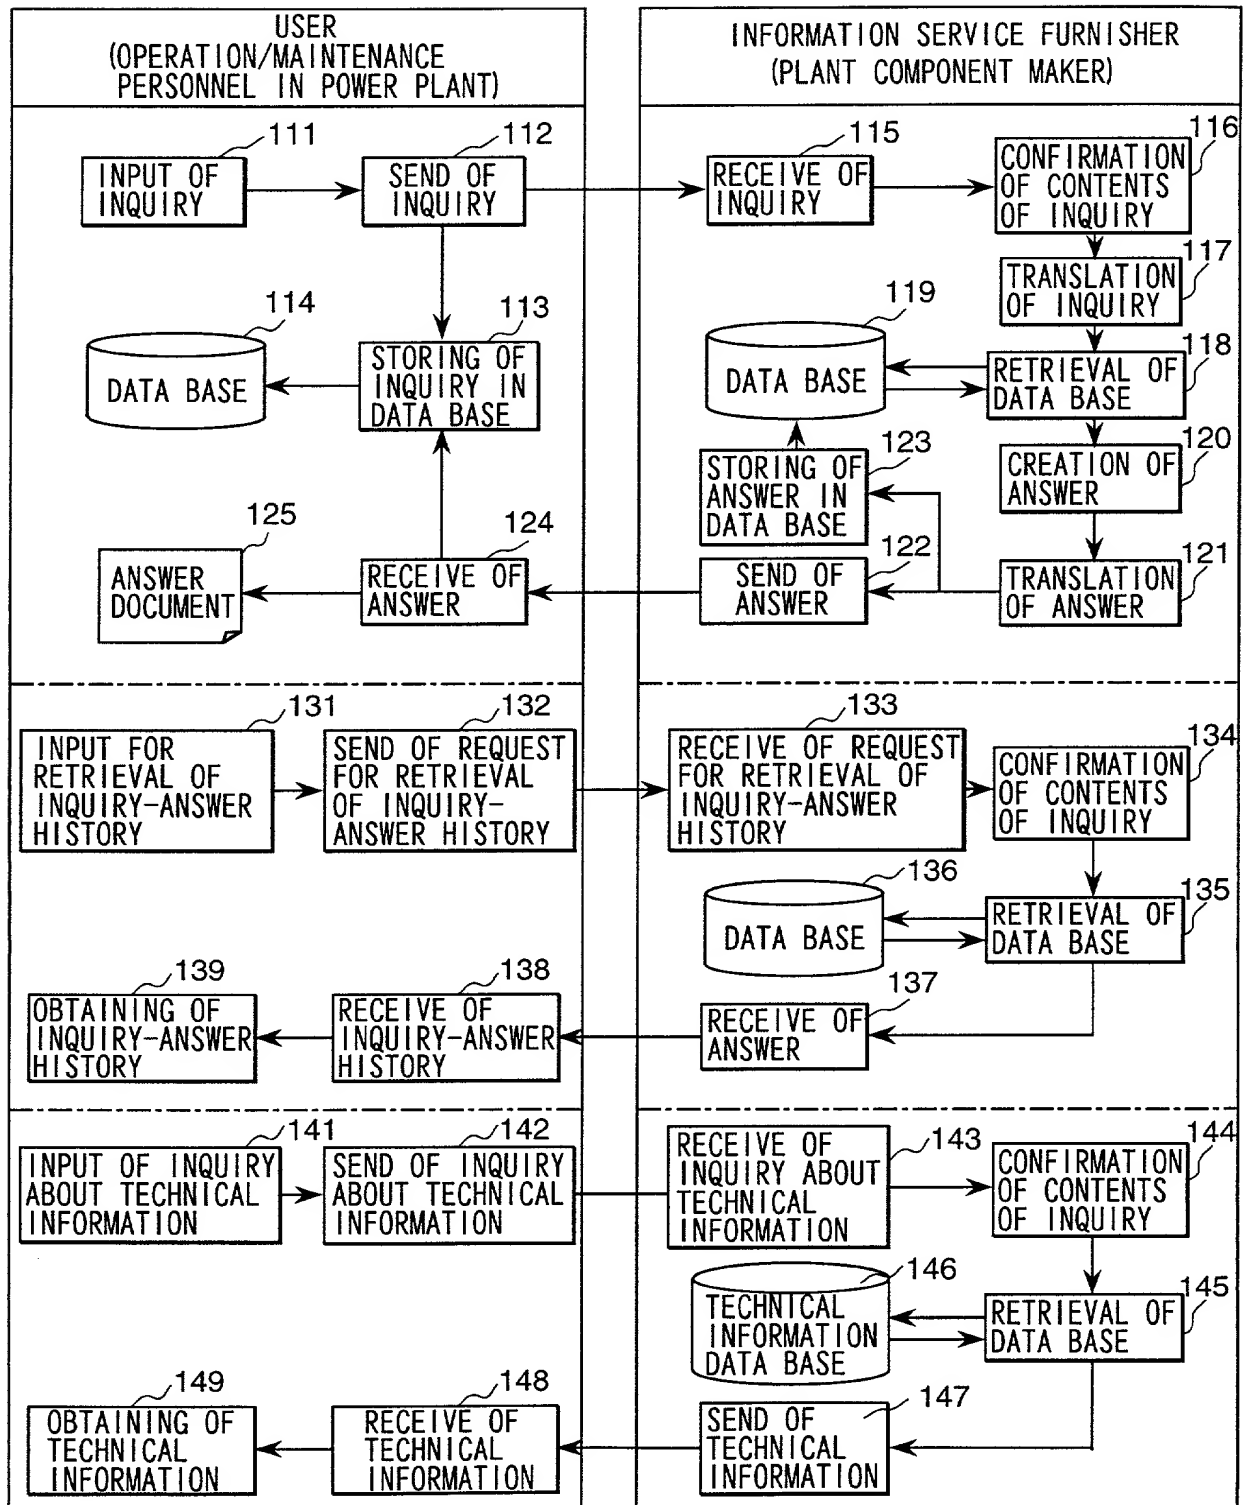 USER
(OPERATION/MAINTENANCE
PERSONNEL IN POWER PLANT)
INFORMATION SERVICE FURNISHER
(PLANT COMPONENT MAKER)
111
INPUT OF
INQUIRY
112
SEND OF
INQUIRY
115
RECEIVE OF
INQUIRY
116
CONFIRMATION
OF CONTENTS
OF INQUIRY
117
TRANSLATION
OF INQUIRY
114
DATA BASE
113
STORING OF
INQUIRY IN
DATA BASE
119
DATA BASE
118
RETRIEVAL OF
DATA BASE
123
STORING OF
ANSWER IN
DATA BASE
120
CREATION OF
ANSWER
125
ANSWER
DOCUMENT
124
RECEIVE OF
ANSWER
122
SEND OF
ANSWER
121
TRANSLATION
OF ANSWER
131
INPUT FOR
RETRIEVAL OF
INQUIRY-ANSWER
HISTORY
132
SEND OF REQUEST
FOR RETRIEVAL
OF INQUIRY-
ANSWER HISTORY
133
RECEIVE OF REQUEST
FOR RETRIEVAL OF
INQUIRY-ANSWER
HISTORY
134
CONFIRMATION
OF CONTENTS
OF INQUIRY
136
DATA BASE
135
RETRIEVAL OF
DATA BASE
139
OBTAINING OF
INQUIRY-ANSWER
HISTORY
138
RECEIVE OF
INQUIRY-ANSWER
HISTORY
137
RECEIVE OF
ANSWER
141
INPUT OF INQUIRY
ABOUT TECHNICAL
INFORMATION
142
SEND OF INQUIRY
ABOUT TECHNICAL
INFORMATION
143
RECEIVE OF
INQUIRY ABOUT
TECHNICAL
INFORMATION
144
CONFIRMATION
OF CONTENTS
OF INQUIRY
146
TECHNICAL
INFORMATION
DATA BASE
145
RETRIEVAL OF
DATA BASE
149
OBTAINING OF
TECHNICAL
INFORMATION
148
RECEIVE OF
TECHNICAL
INFORMATION
147
SEND OF
TECHNICAL
INFORMATION